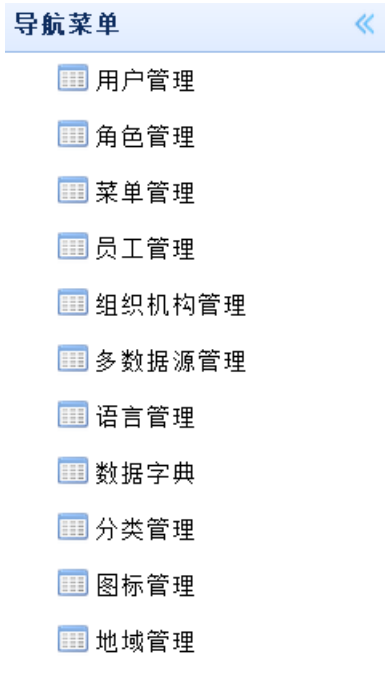 导航菜单
用户管理
角色管理
菜单管理
员工管理
组织机构管理
多数据源管理
语言管理
数据字典
分类管理
图标管理
地域管理